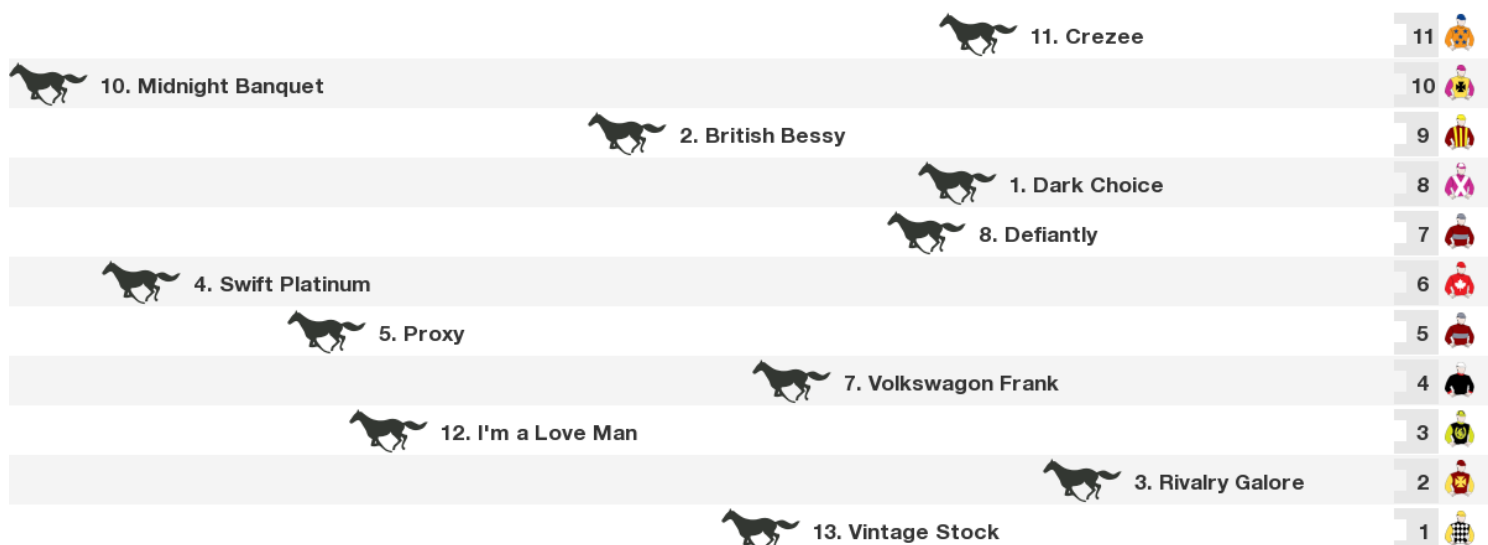 11. Crezee 11
10. Midnight Banquet 10
2. British Bessy 9
1. Dark Choice 8
8. Defiantly 7
4. Swift Platinum 6
5. Proxy 5
7. Volkswagon Frank 4
12. I'm a Love Man 3
3. Rivalry Galore 2
13. Vintage Stock 1